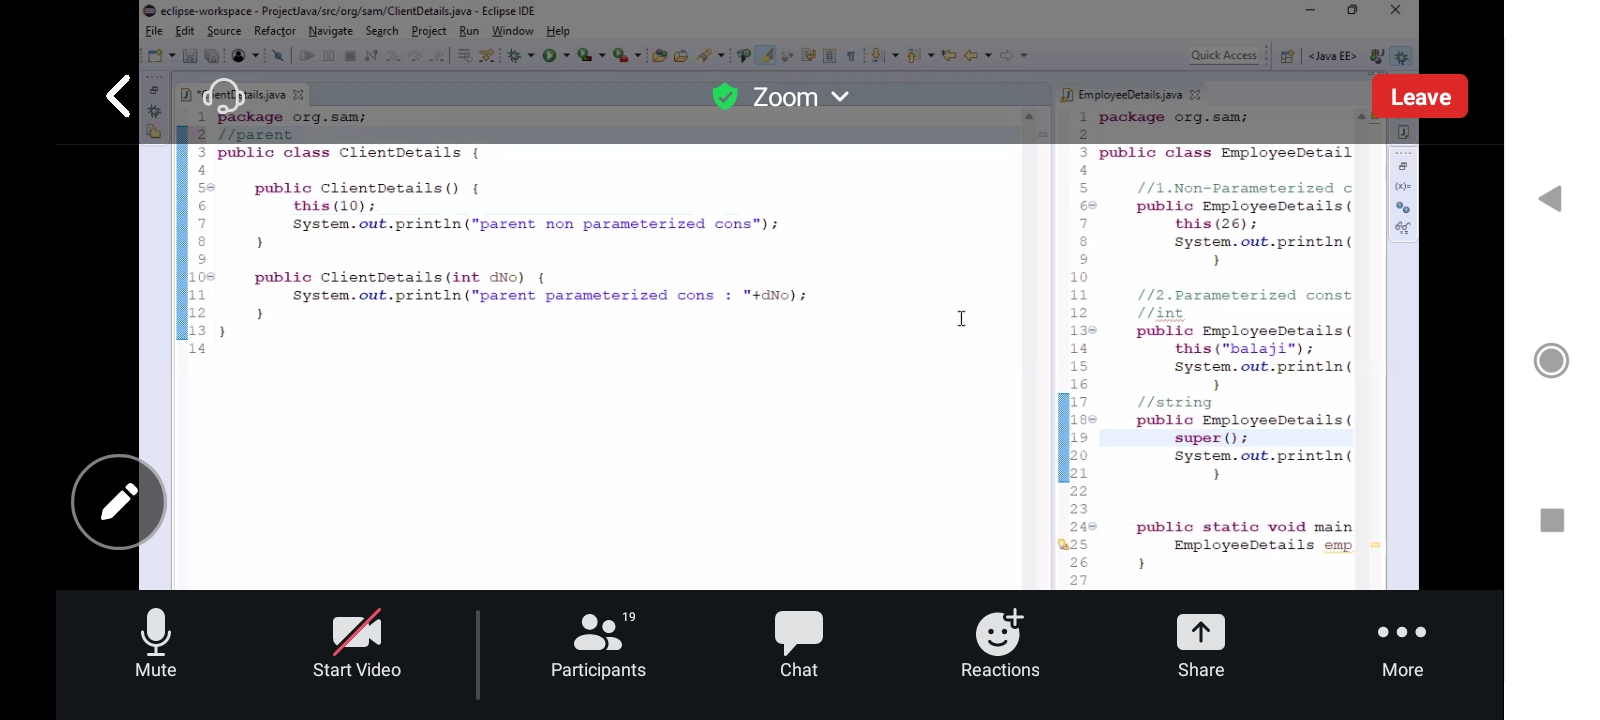 eclipse-workspace - ProjectJava/src/org/sam/ClientDetails.java - Eclipse IDE
File Edit Source Refactor Navigate Search Project Run Window Help
Quick Access <Java EE>
Zoom
Leave
1 package org.sam;
2 //parent
3 public class ClientDetails {
4
5 public ClientDetails() {
6 this(10);
7 System.out.println("parent non parameterized cons");
8 }
9
10 public ClientDetails(int dNo) {
11 System.out.println("parent parameterized cons : "+dNo);
12 }
13 }
14
EmployeeDetails.java
1 package org.sam;
2
3 public class EmployeeDetail
4
5 //1.Non-Parameterized c
6 public EmployeeDetails(
7 this(26);
8 System.out.println(
9 }
10
11 //2.Parameterized const
12 //int
13 public EmployeeDetails(
14 this("balaji");
15 System.out.println(
16 }
17 //string
18 public EmployeeDetails(
19 super();
20 System.out.println(
21 }
22
23
24 public static void main
25 EmployeeDetails emp
26 }
27
(x)=
19
Mute Start Video Participants Chat Reactions Share More